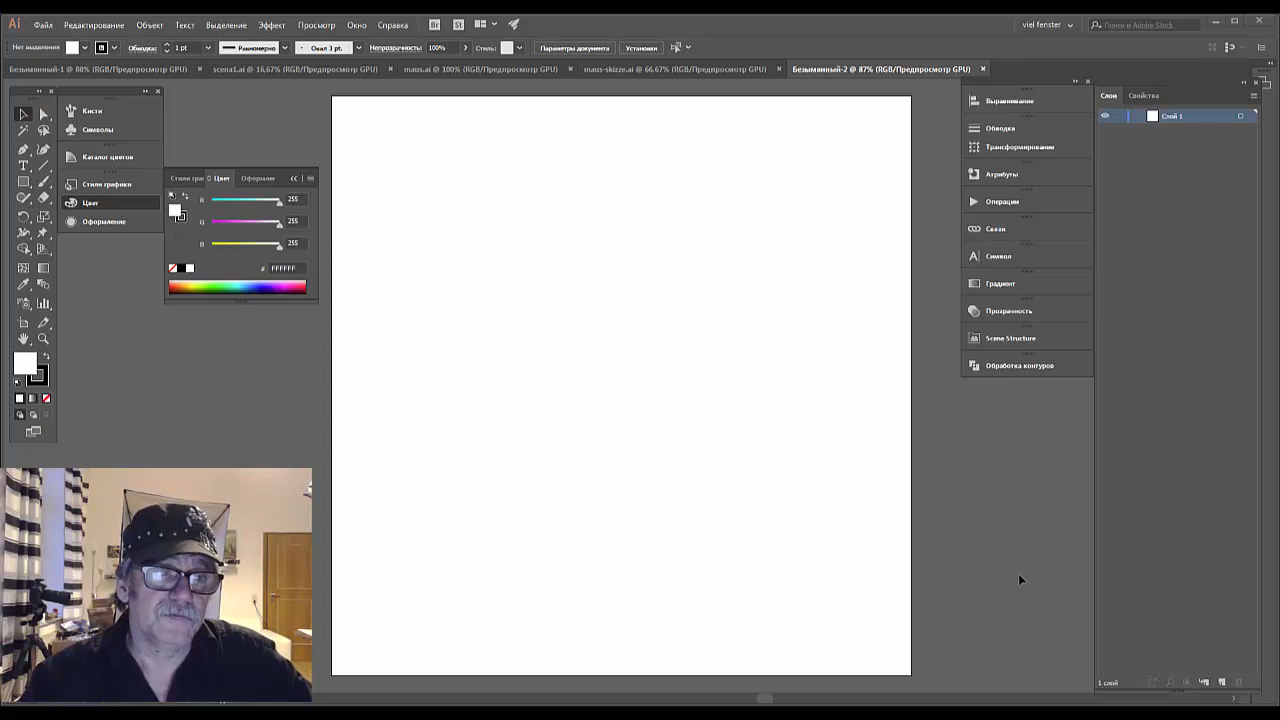 Ai Файл Редактирование Объект Текст Выделение Эффект Просмотр Окно Справка Br St viel fenster Поиск в Adobe Stock
Нет выделения Обводка: 1 pt Равномерно Овал 3 pt. Непрозрачность 100% Стиль: Параметры документа Установки
Безымянный-1 @ 88% (RGB/Предпросмотр GPU) × scena1.ai @ 16,67% (RGB/Предпросмотр GPU) × maus.ai @ 100% (RGB/Предпросмотр GPU) × maus-skizze.ai @ 66.67% (RGB/Предпросмотр GPU) × Безымянный-2 @ 87% (RGB/Предпросмотр GPU) ×
Кисти
Символы
Каталог цветов
Стили графики
Цвет
Оформление
Стили гра Цвет Оформлен
R 255
G 255
B 255
# FFFFFF
Выравнивание
Обводка
Трансформирование
Атрибуты
Операции
Связи
Символ
Градиент
Прозрачность
Scene Structure
Обработка контуров
Слои Свойства
Слой 1
1 слой